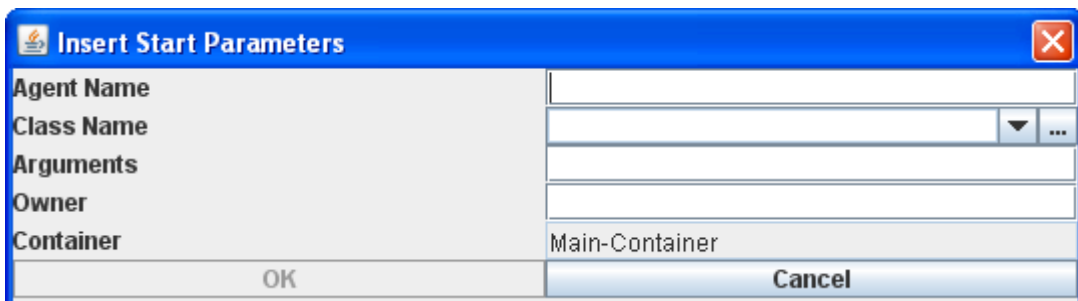 Insert Start Parameters
Agent Name
Class Name
...
Arguments
Owner
Container Main-Container
OK Cancel